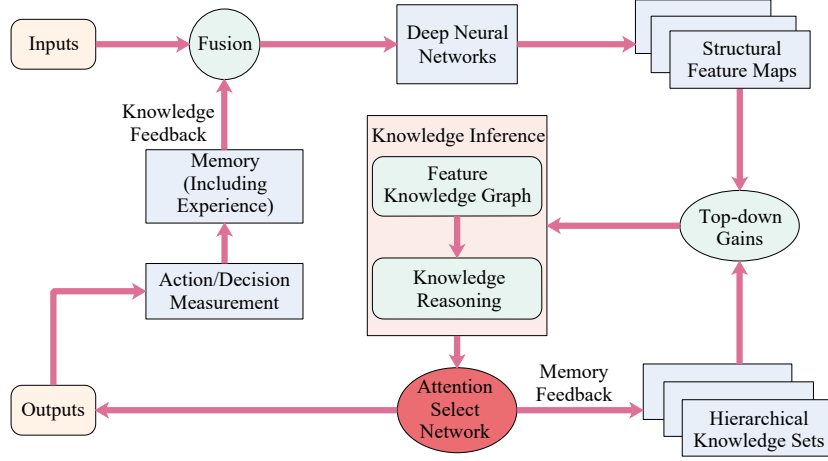 Inputs
Fusion
Deep Neural
Networks
Structural
Feature Maps
Knowledge
Feedback
Memory
(Including
Experience)
Action/Decision
Measurement
Knowledge Inference
Feature
Knowledge Graph
Knowledge
Reasoning
Top-down
Gains
Outputs
Attention
Select
Network
Memory
Feedback
Hierarchical
Knowledge Sets